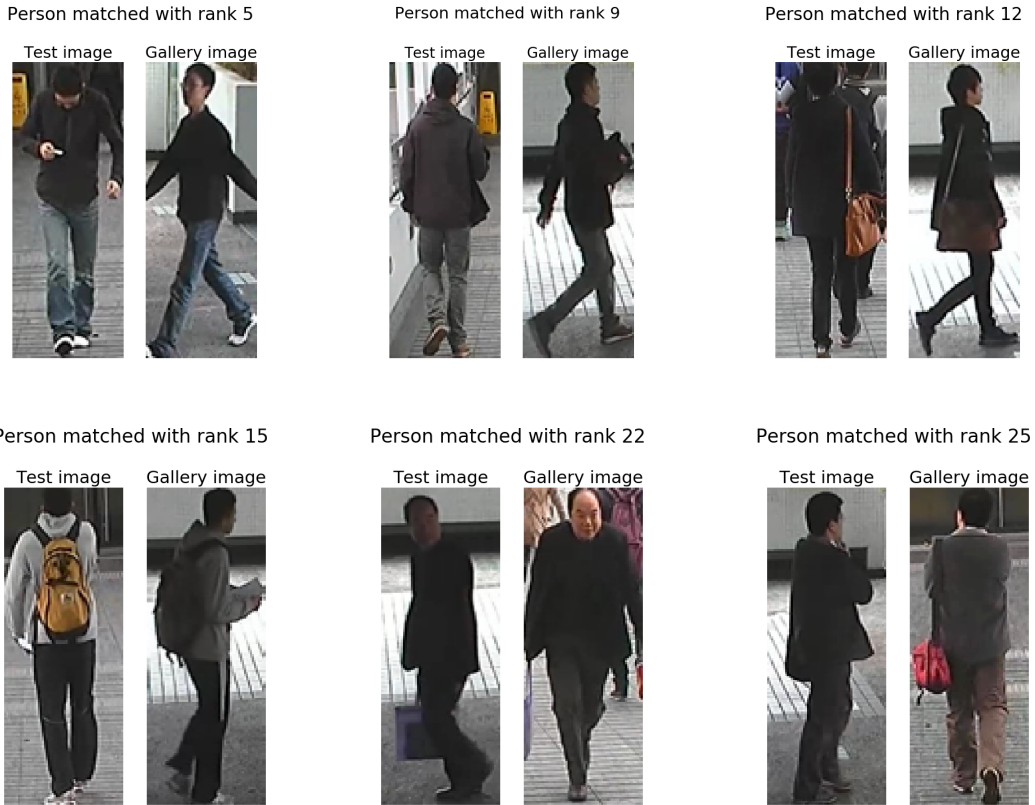 Person matched with rank 5
Person matched with rank 9
Person matched with rank 12
Test image
Gallery image
Test image
Gallery image
Test image
Gallery image
Person matched with rank 15
Person matched with rank 22
Person matched with rank 25
Test image
Gallery image
Test image
Gallery image
Test image
Gallery image